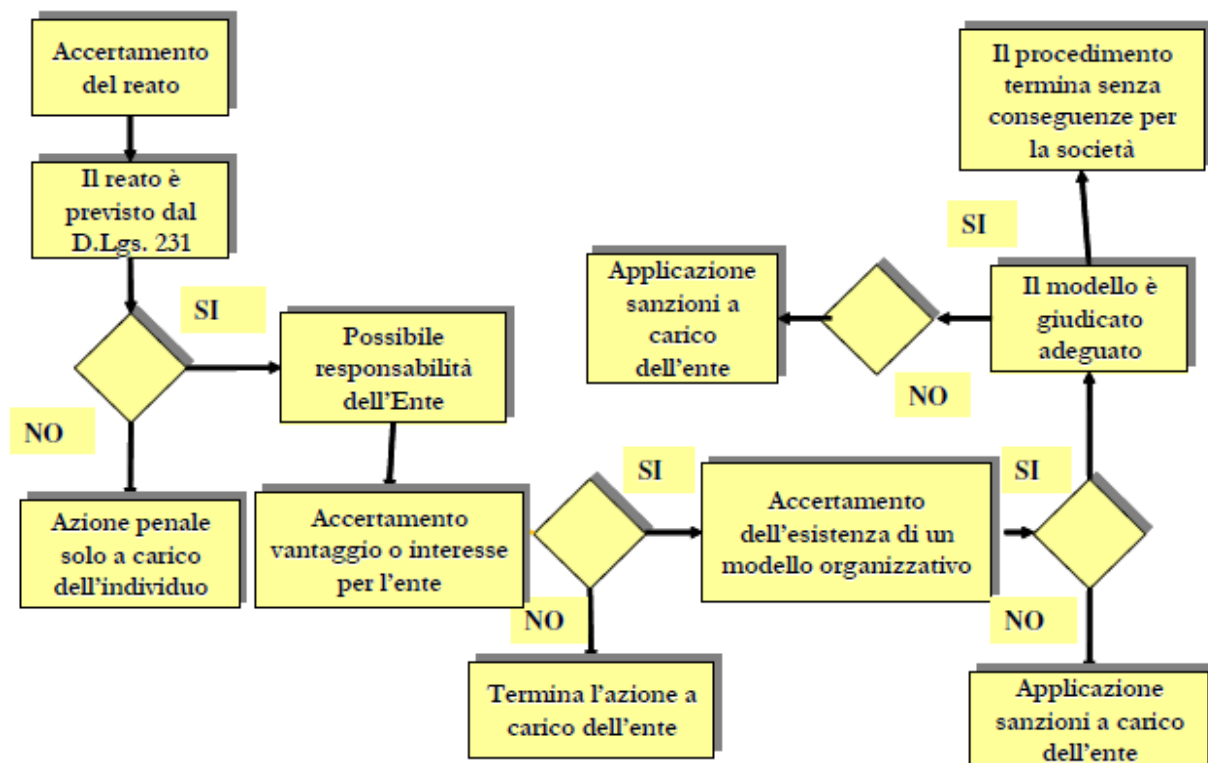 Accertamento
del reato
Il reato è
previsto dal
D.Lgs. 231
SI
NO
Azione penale
solo a carico
dell'individuo
Possibile
responsabilità
dell'Ente
Accertamento
vantaggio o interesse
per l'ente
SI
NO
Termina l'azione a
carico dell'ente
Accertamento
dell'esistenza di un
modello organizzativo
SI
NO
Applicazione
sanzioni a carico
dell'ente
Il modello è
giudicato
adeguato
SI
NO
Il procedimento
termina senza
conseguenze per
la società
Applicazione
sanzioni a
carico
dell'ente